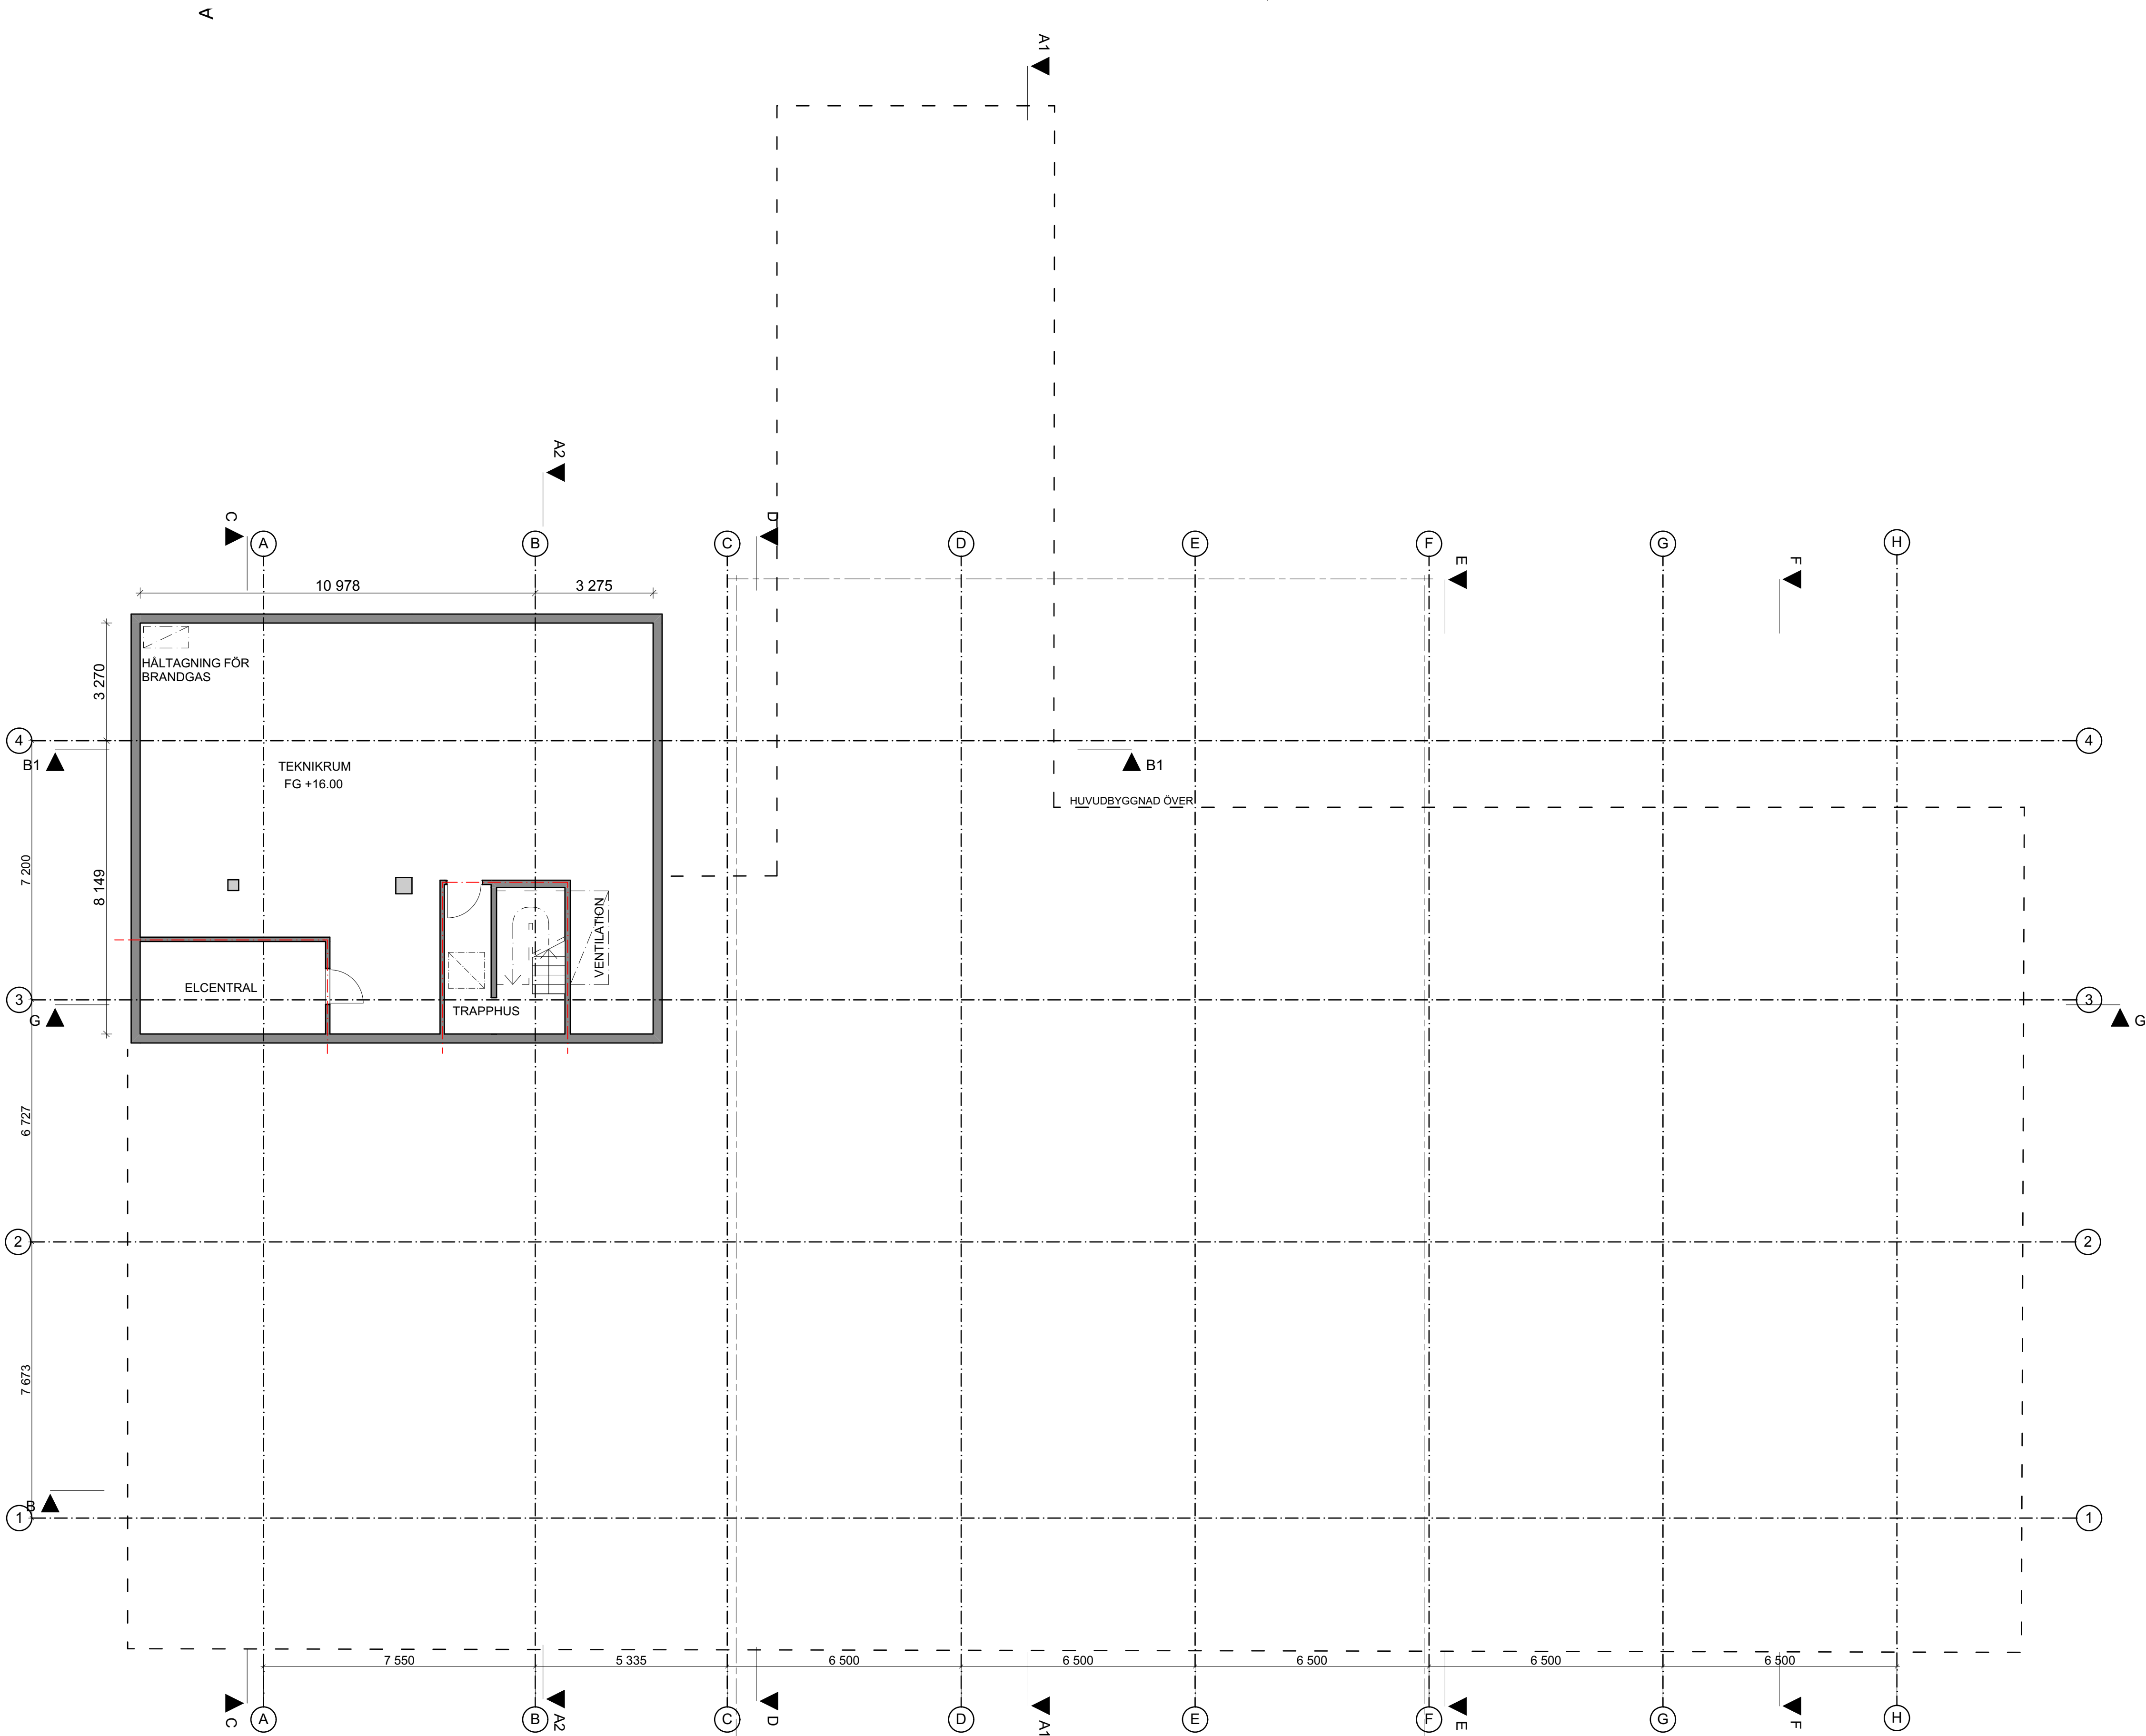 A
A1
A2
C
D
A
B
C
D
E
F
G
H
E
F
10 978
3 275
HÅLTAGNING FÖR
BRANDGAS
3 270
4
4
B1
B1
TEKNIKRUM
FG +16.00
HUVUDBYGGNAD ÖVER
7 200
8 149
VENTILATION
ELCENTRAL
3
3
TRAPPHUS
G
G
6 727
2
2
7 673
B
1
1
7 550
5 335
6 500
6 500
6 500
6 500
6 500
C
A
B
A2
C
D
D
A1
E
F
E
G
F
H